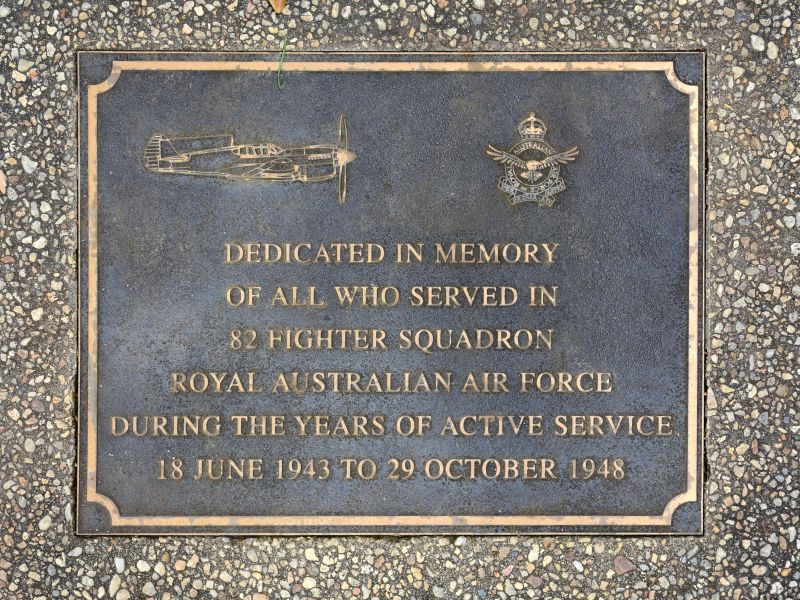 AUSTRALIAN
DEDICATED IN MEMORY
OF ALL WHO SERVED IN
82 FIGHTER SQUADRON
ROYAL AUSTRALIAN AIR FORCE
DURING THE YEARS OF ACTIVE SERVICE
18 JUNE 1943 TO 29 OCTOBER 1948